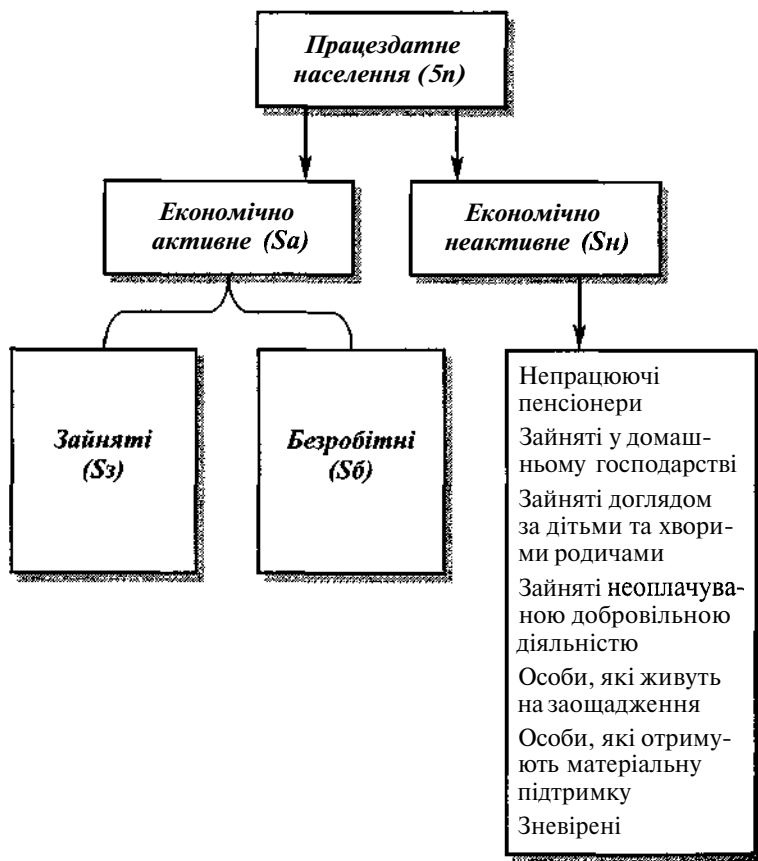 Працездатне
населення (5п)
Економічно
активне (Sа)
Економічно
неактивне (Sн)
Зайняті
(Sз)
Безробітні
(Sб)
Непрацюючі
пенсіонери
Зайняті у домаш-
ньому господарстві
Зайняті доглядом
за дітьми та хвори-
ми родичами
Зайняті неоплачува-
ною добровільною
діяльністю
Особи, які живуть
на заощадження
Особи, які отриму-
ють матеріальну
підтримку
Зневірені